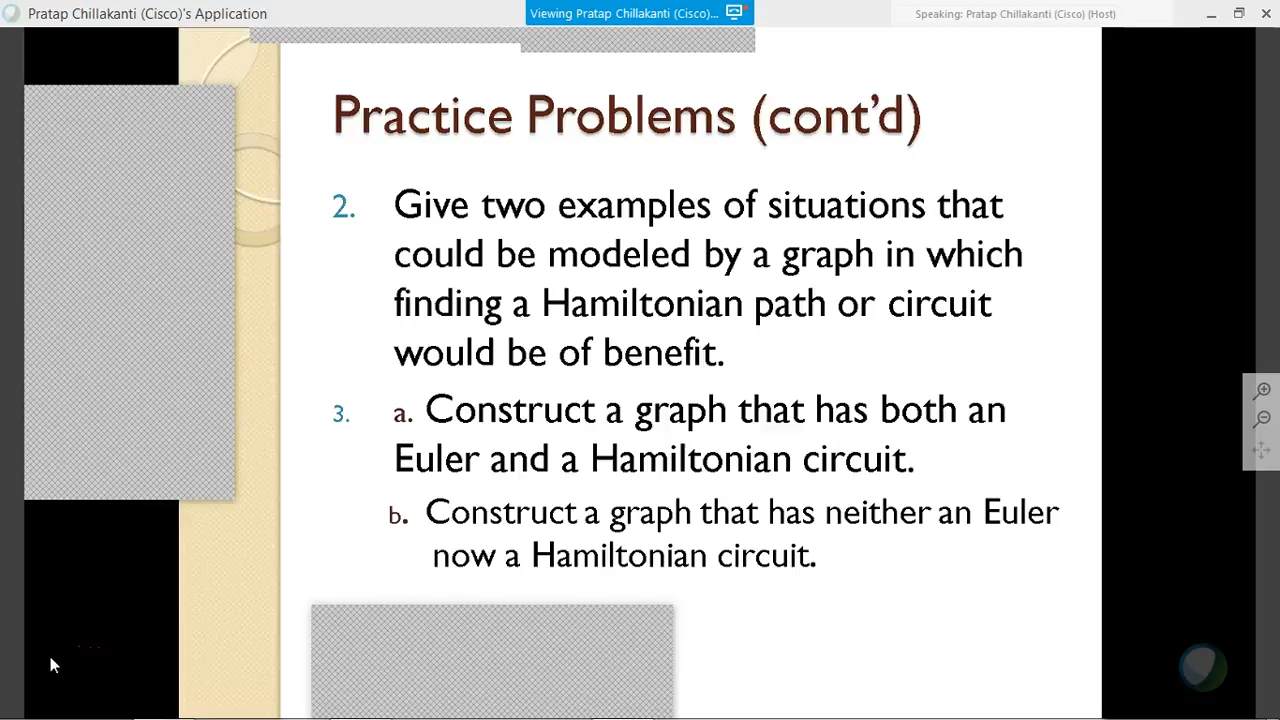 Pratap Chillakanti (Cisco)'s Application
Viewing Pratap Chillakanti (Cisco)...
Speaking: Pratap Chillakanti (Cisco) (Host)
Practice Problems (cont'd)
2. Give two examples of situations that
could be modeled by a graph in which
finding a Hamiltonian path or circuit
would be of benefit.
3. a. Construct a graph that has both an
Euler and a Hamiltonian circuit.
b. Construct a graph that has neither an Euler
now a Hamiltonian circuit.